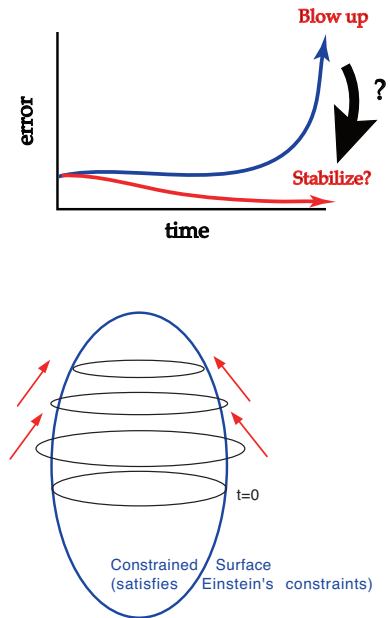 Blow up
?
error
Stabilize?
time
t=0
Constrained Surface
(satisfies Einstein's constraints)